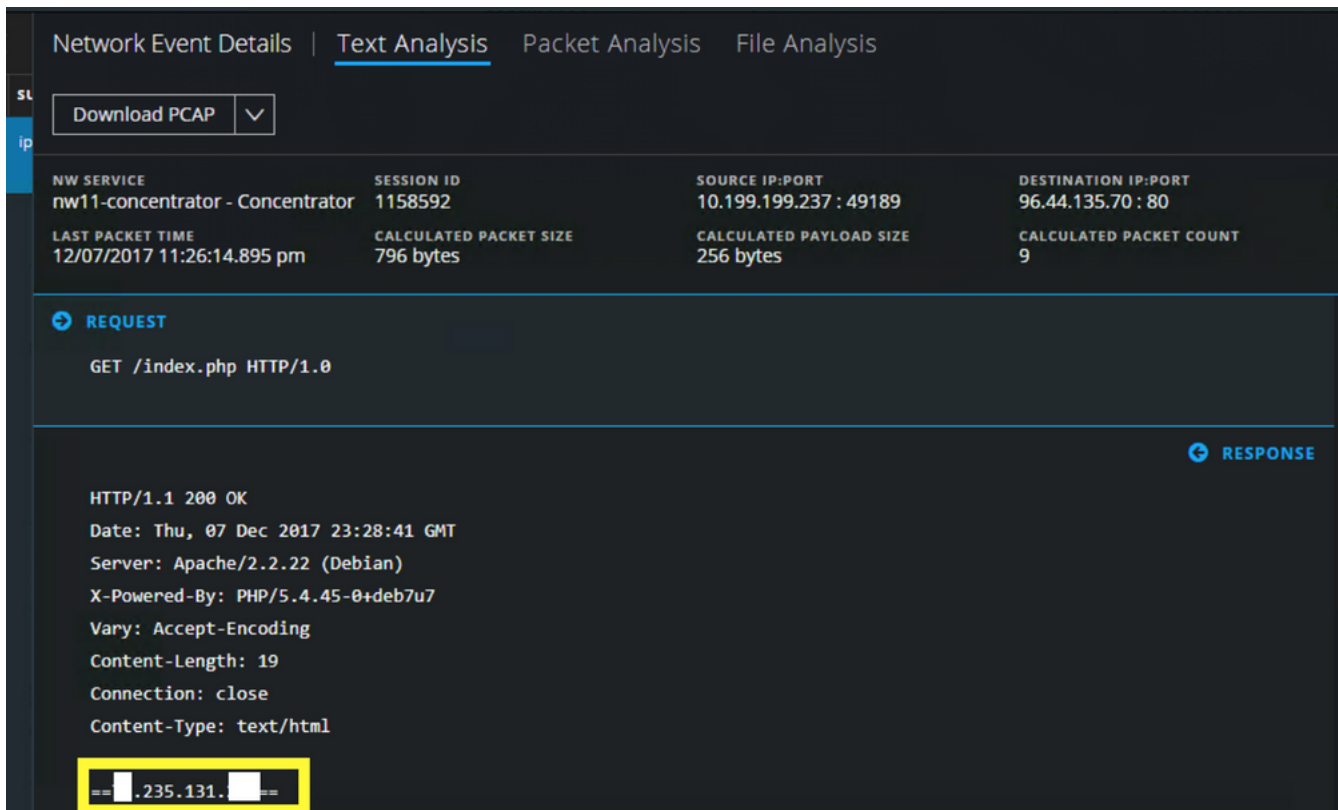 Network Event Details | Text Analysis Packet Analysis File Analysis
Download PCAP
NW SERVICE
nw11-concentrator - Concentrator
SESSION ID
1158592
SOURCE IP:PORT
10.199.199.237 : 49189
DESTINATION IP:PORT
96.44.135.70 : 80
LAST PACKET TIME
12/07/2017 11:26:14.895 pm
CALCULATED PACKET SIZE
796 bytes
CALCULATED PAYLOAD SIZE
256 bytes
CALCULATED PACKET COUNT
9
REQUEST
GET /index.php HTTP/1.0
RESPONSE
HTTP/1.1 200 OK
Date: Thu, 07 Dec 2017 23:28:41 GMT
Server: Apache/2.2.22 (Debian)
X-Powered-By: PHP/5.4.45-0+deb7u7
Vary: Accept-Encoding
Content-Length: 19
Connection: close
Content-Type: text/html
== .235.131. ==